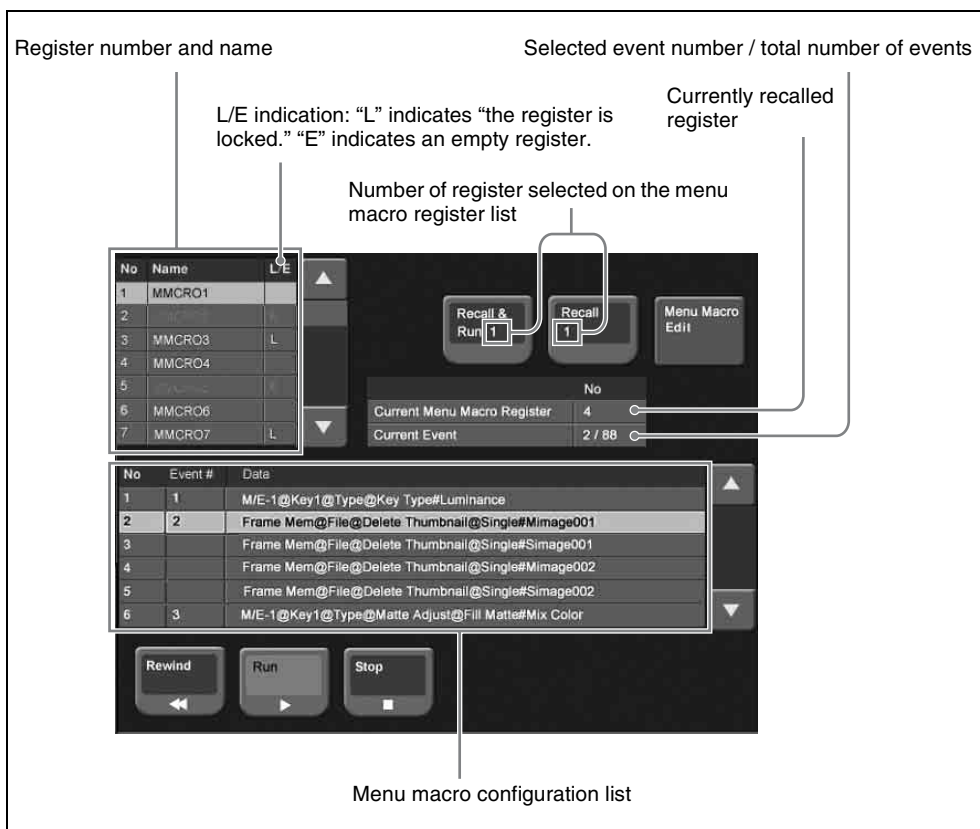 Register number and name
Selected event number / total number of events
L/E indication: “L” indicates “the register is
locked.” “E” indicates an empty register.
Currently recalled
register
Number of register selected on the menu
macro register list
No Name L/E
1 MMCRO1
2
3 MMCRO3 L
4 MMCRO4
5
6 MMCRO6
7 MMCRO7 L
Recall &
Run 1
Recall
1
Menu Macro
Edit
No
Current Menu Macro Register 4
Current Event 2 / 88
No Event # Data
1 1 M/E-1@Key1@Type@Key Type#Luminance
2 2 Frame Mem@File@Delete Thumbnail@Single#Mimage001
3 Frame Mem@File@Delete Thumbnail@Single#Simage001
4 Frame Mem@File@Delete Thumbnail@Single#Mimage002
5 Frame Mem@File@Delete Thumbnail@Single#Simage002
6 3 M/E-1@Key1@Type@Matte Adjust@Fill Matte#Mix Color
Rewind
Run
Stop
Menu macro configuration list